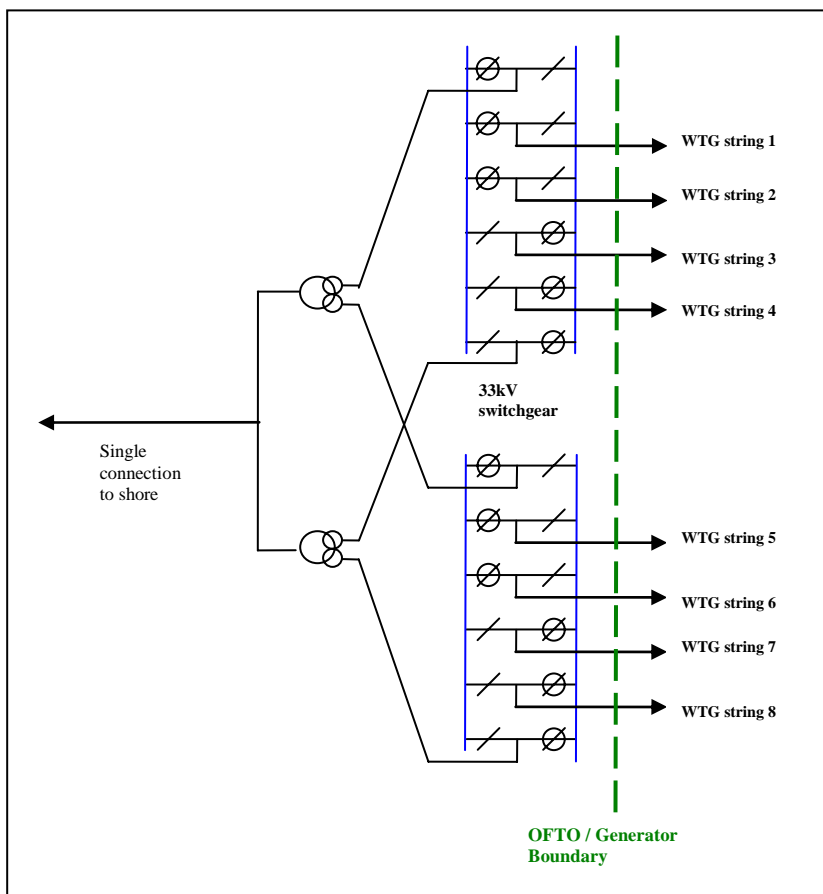 WTG string 1
WTG string 2
WTG string 3
WTG string 4
33kV
switchgear
Single
connection
to shore
WTG string 5
WTG string 6
WTG string 7
WTG string 8
OFTO / Generator
Boundary